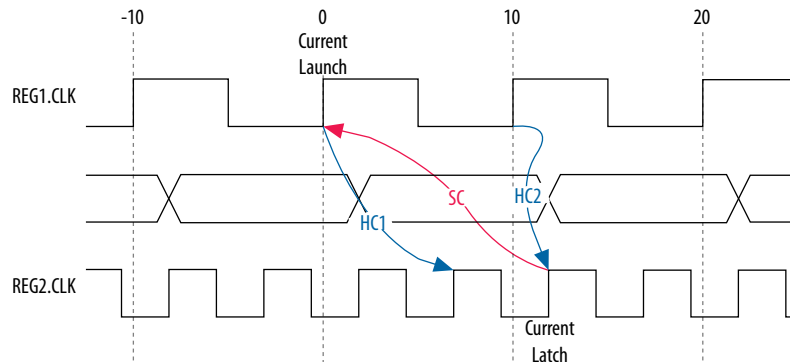 -10 0 10 20
Current
Launch
REG1.CLK
SC
HC2
HC1
REG2.CLK
Current
Latch